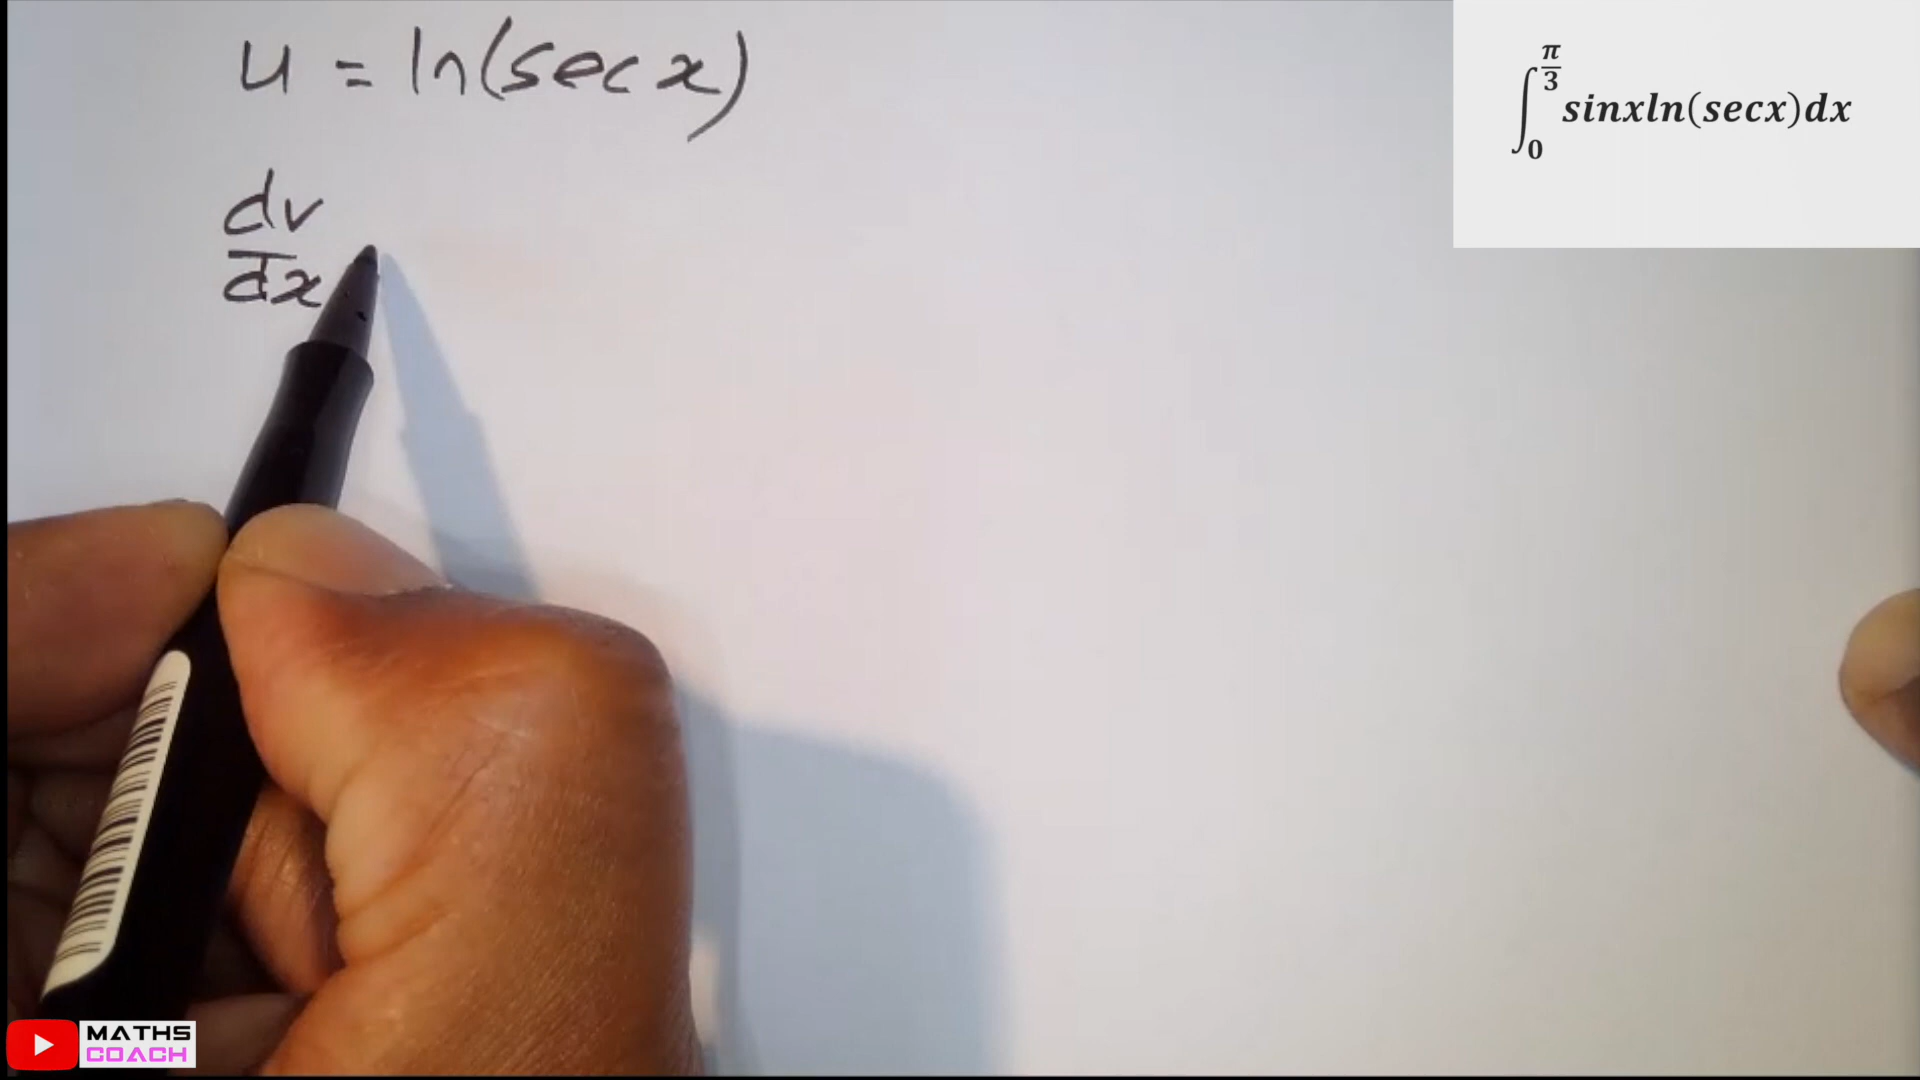 u = ln(sec x)
dv
dx
π
3
∫ sinxln(secx)dx
0
MATHS
COACH